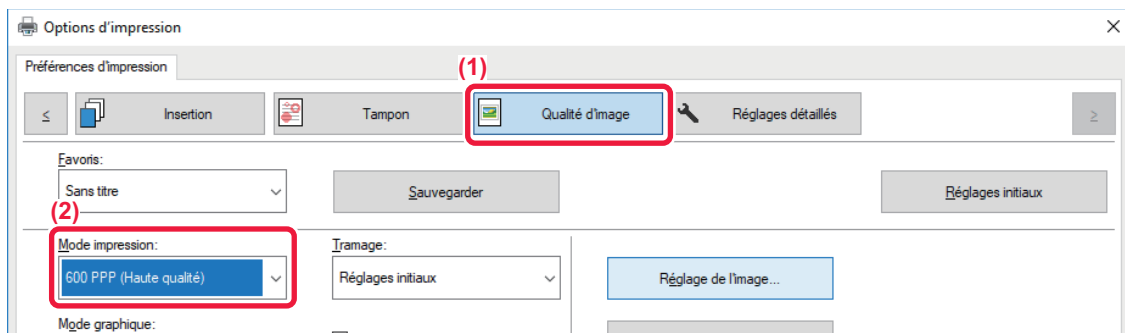 Options d'impression
Préférences d'impression
(1)
<
Insertion
Tampon
Qualité d'image
Réglages détaillés
>
Favoris:
Sans titre
Sauvegarder
Réglages initiaux
(2)
Mode impression:
600 PPP (Haute qualité)
Tramage:
Réglages initiaux
Réglage de l'image...
Mode graphique: